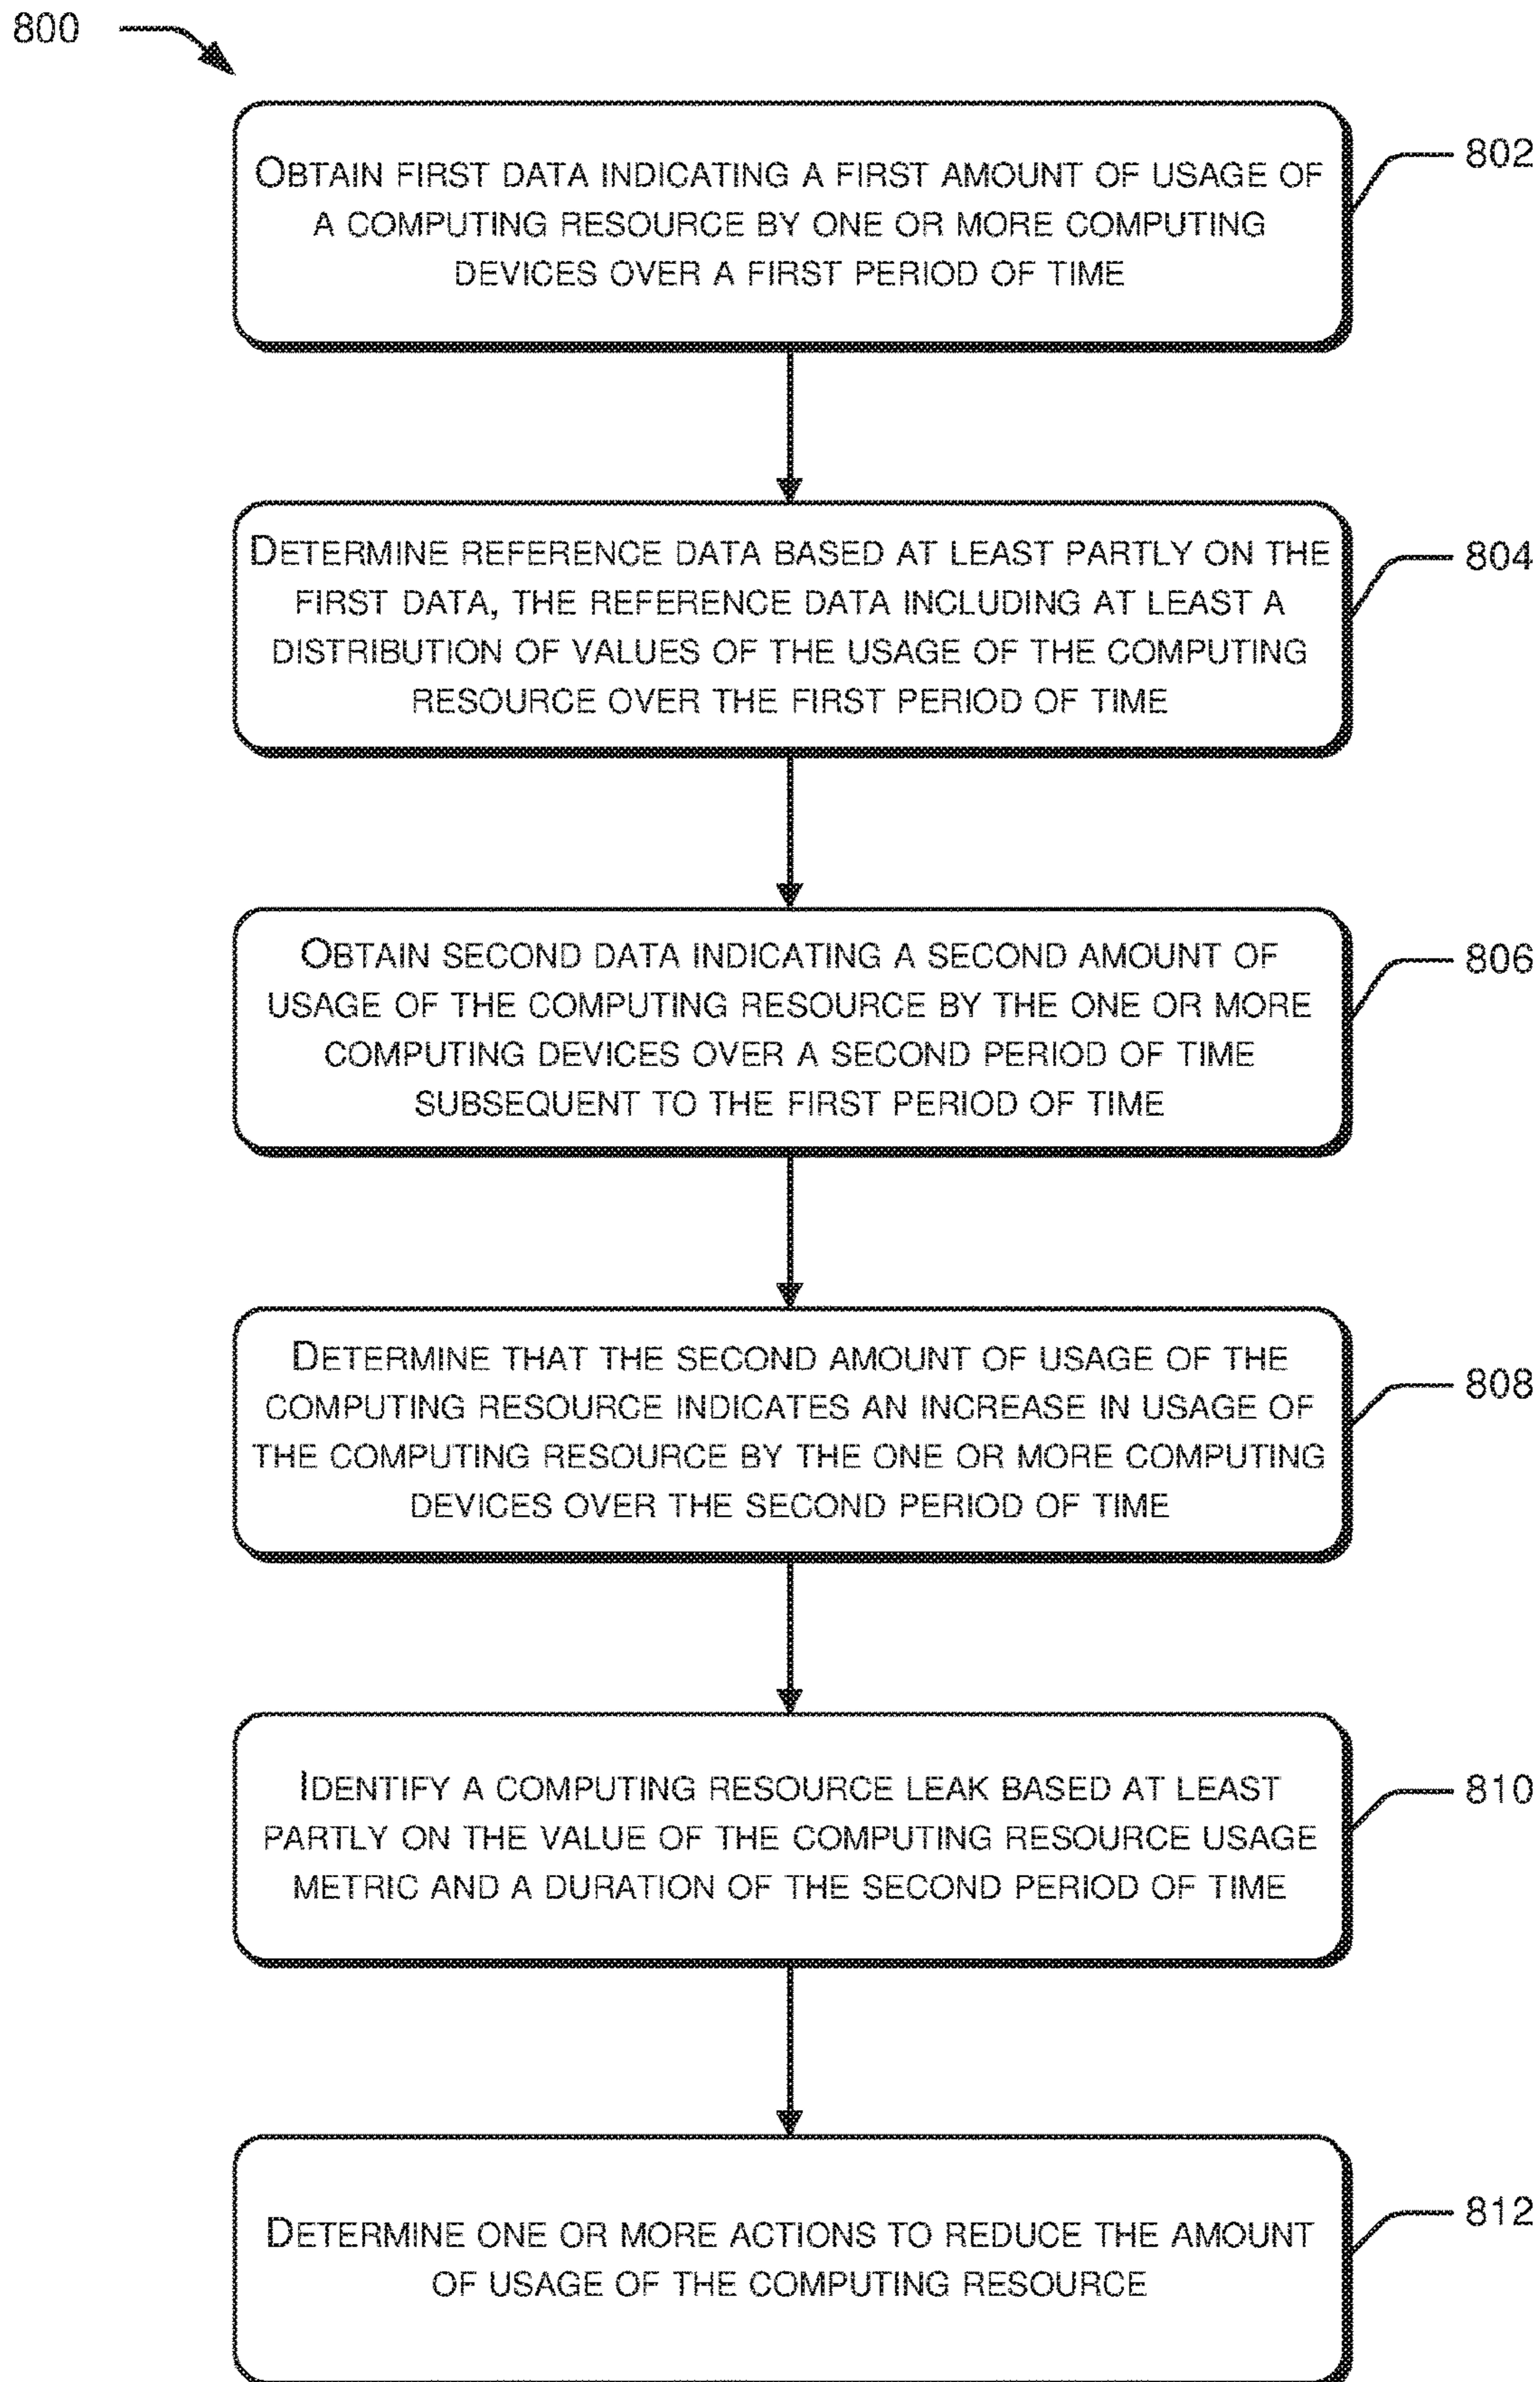 800
OBTAIN FIRST DATA INDICATING A FIRST AMOUNT OF USAGE OF
A COMPUTING RESOURCE BY ONE OR MORE COMPUTING
DEVICES OVER A FIRST PERIOD OF TIME
802
DETERMINE REFERENCE DATA BASED AT LEAST PARTLY ON THE
FIRST DATA, THE REFERENCE DATA INCLUDING AT LEAST A
DISTRIBUTION OF VALUES OF THE USAGE OF THE COMPUTING
RESOURCE OVER THE FIRST PERIOD OF TIME
804
OBTAIN SECOND DATA INDICATING A SECOND AMOUNT OF
USAGE OF THE COMPUTING RESOURCE BY THE ONE OR MORE
COMPUTING DEVICES OVER A SECOND PERIOD OF TIME
SUBSEQUENT TO THE FIRST PERIOD OF TIME
806
DETERMINE THAT THE SECOND AMOUNT OF USAGE OF THE
COMPUTING RESOURCE INDICATES AN INCREASE IN USAGE OF
THE COMPUTING RESOURCE BY THE ONE OR MORE COMPUTING
DEVICES OVER THE SECOND PERIOD OF TIME
808
IDENTIFY A COMPUTING RESOURCE LEAK BASED AT LEAST
PARTLY ON THE VALUE OF THE COMPUTING RESOURCE USAGE
METRIC AND A DURATION OF THE SECOND PERIOD OF TIME
810
DETERMINE ONE OR MORE ACTIONS TO REDUCE THE AMOUNT
OF USAGE OF THE COMPUTING RESOURCE
812